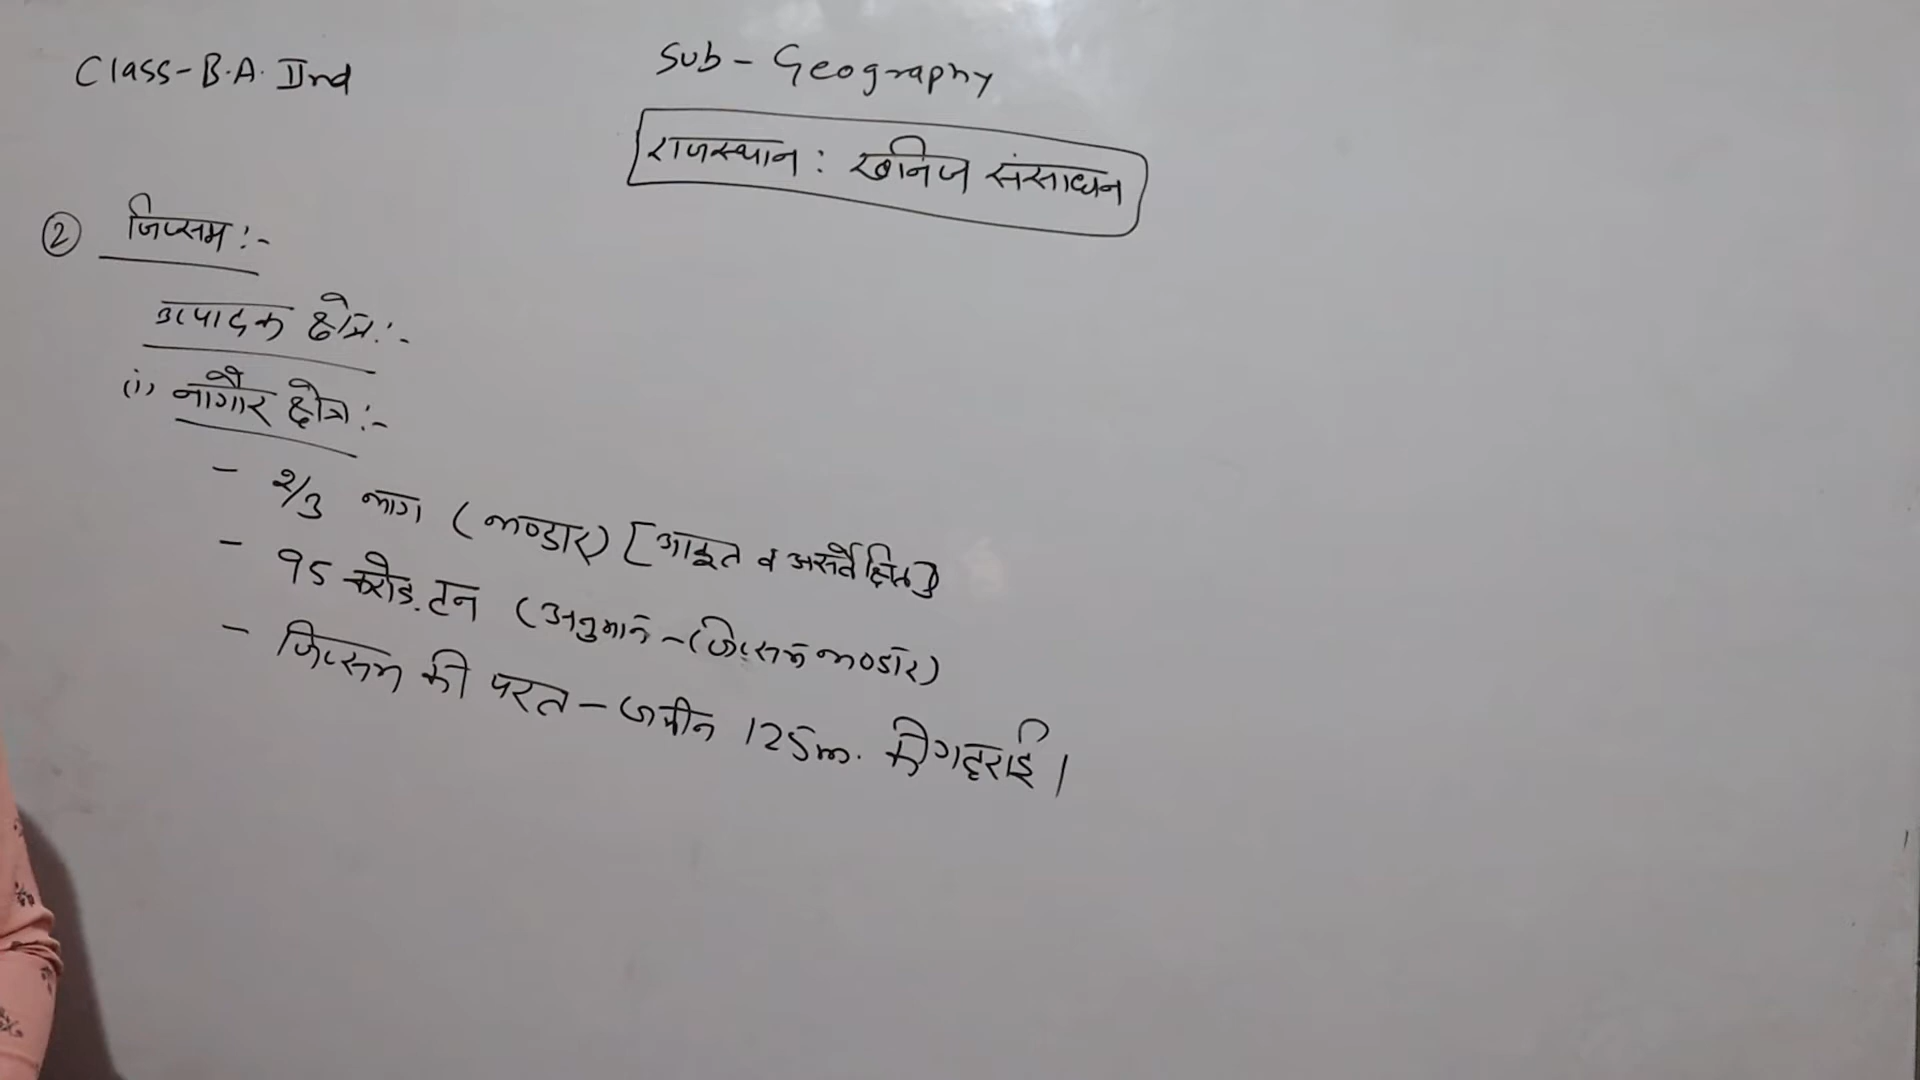 Class-B.A. IInd
Sub - Geography
राजस्थान : खनिज संसाधन
② जिप्सम :-
उत्पादक क्षेत्र :-
(i) नागौर क्षेत्र :-
- 2/3 भाग (भण्डार) [आवृत व असर्वेक्षित]
- 95 करोड़ टन (अनुमान - (जिप्सम भण्डार)
- जिप्सम की परत - जमीन 125m. की गहराई।